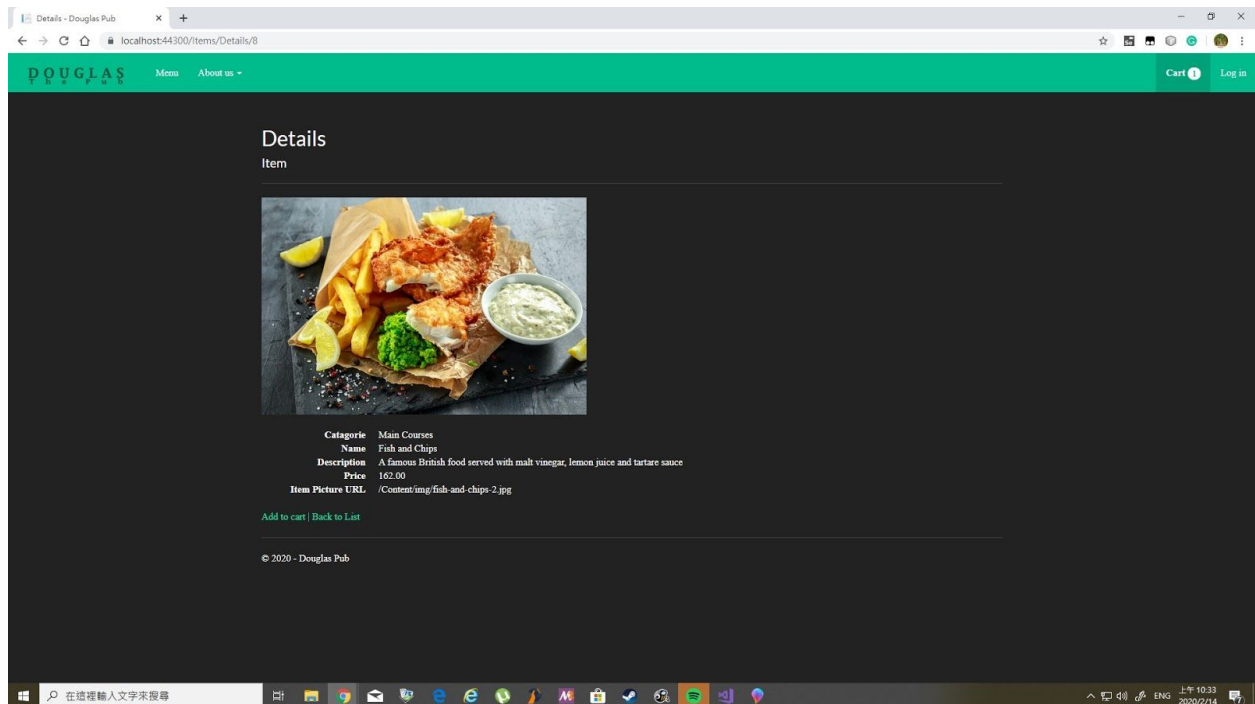 Details - Douglas Pub
localhost:44300/Items/Details/8
DOUGLAS
The Pub
Menu
About us
Cart 1
Log in
Details
Item
Catagorie Main Courses
Name Fish and Chips
Description A famous British food served with malt vinegar, lemon juice and tartare sauce
Price 162.00
Item Picture URL /Content/img/fish-and-chips-2.jpg
Add to cart | Back to List
© 2020 - Douglas Pub
在這裡輸入文字來搜尋
ENG
上午 10:33
2020/2/14